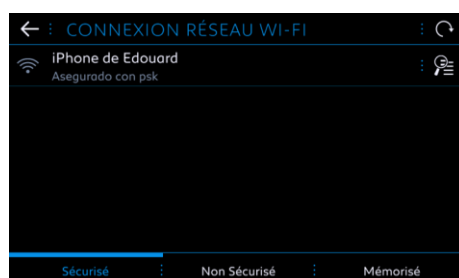 CONNEXION RÉSEAU WI-FI
iPhone de Edouard
Asegurado con psk
Sécurisé Non Sécurisé Mémorisé